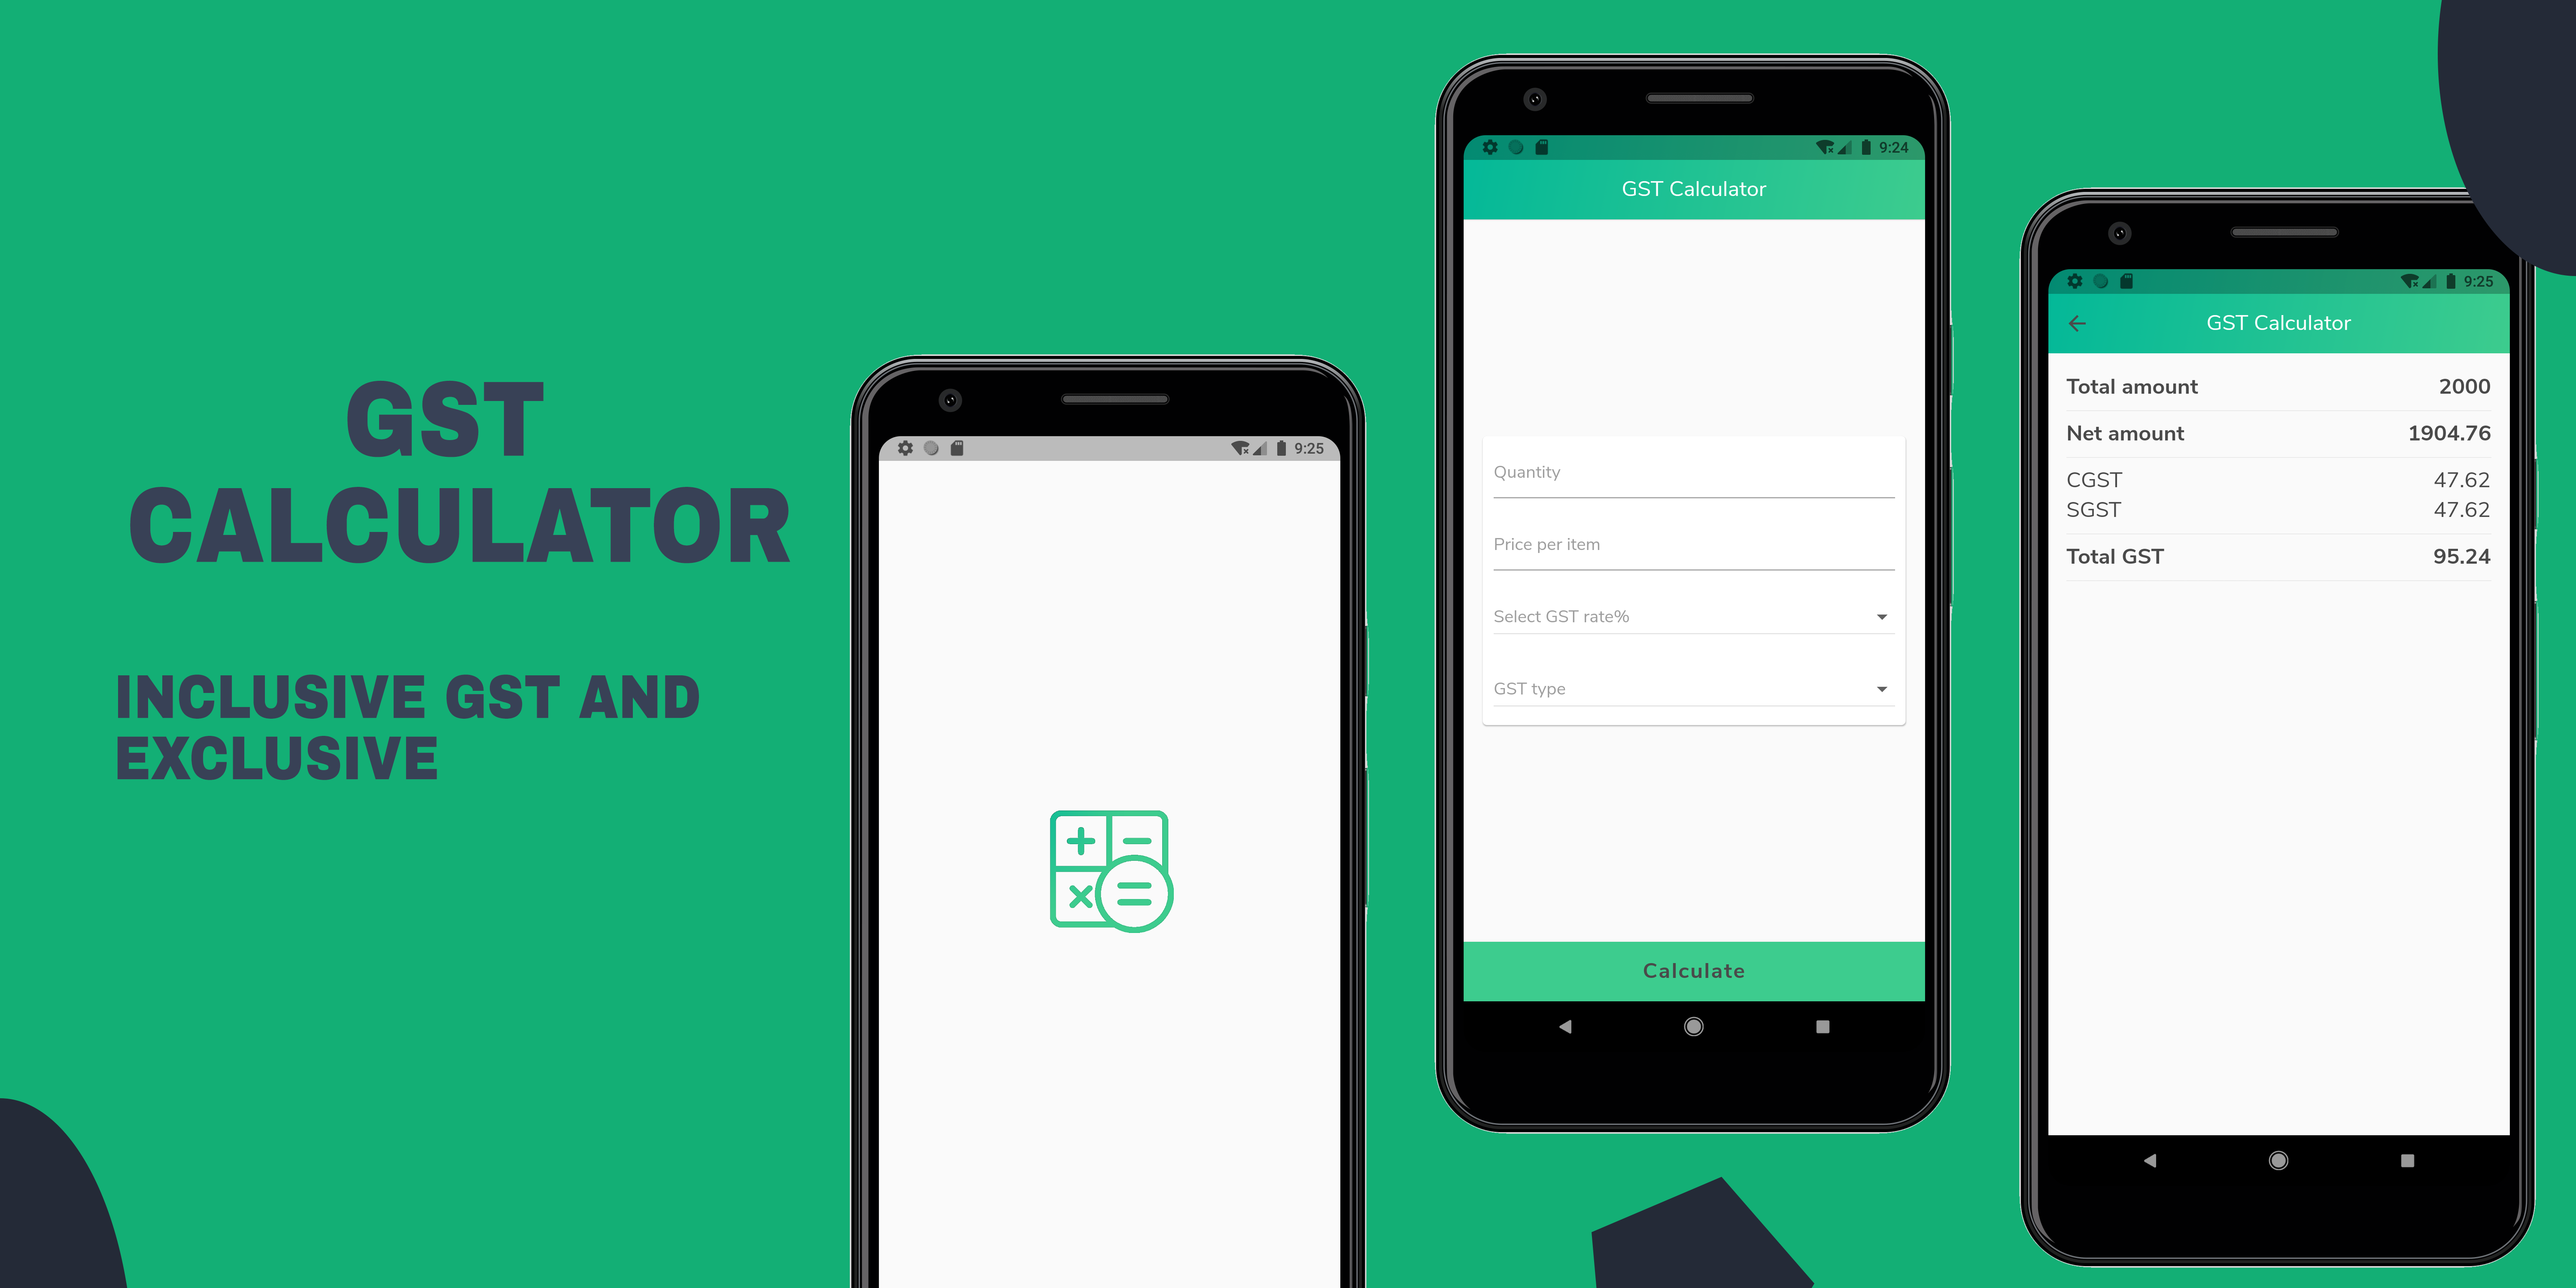 GST
CALCULATOR
INCLUSIVE GST AND
EXCLUSIVE
9:25
9:24
GST Calculator
Quantity
Price per item
Select GST rate%
GST type
Calculate
9:25
GST Calculator
Total amount 2000
Net amount 1904.76
CGST 47.62
SGST 47.62
Total GST 95.24